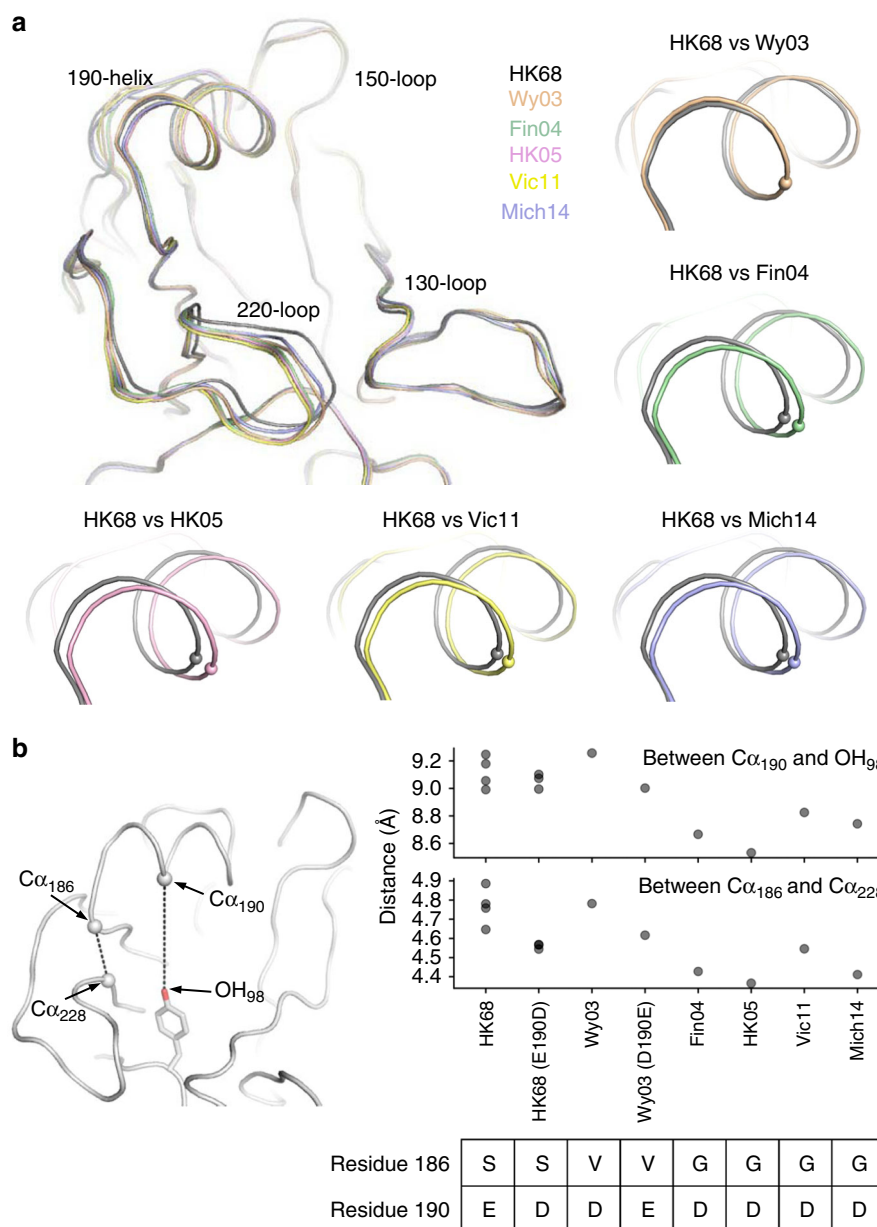 a
190-helix
150-loop
130-loop
220-loop
HK68
Wy03
Fin04
HK05
Vic11
Mich14
HK68 vs Wy03
HK68 vs Fin04
HK68 vs HK05
HK68 vs Vic11
HK68 vs Mich14
b
Cα186
Cα190
Cα228
OH98
Distance (Å)
Between Cα190 and OH98
9.2
9.0
8.8
8.6
Between Cα186 and Cα228
4.9
4.8
4.7
4.6
4.5
4.4
HK68
HK68 (E190D)
Wy03
Wy03 (D190E)
Fin04
HK05
Vic11
Mich14
Residue 186 S S V V G G G G
Residue 190 E D D E D D D D